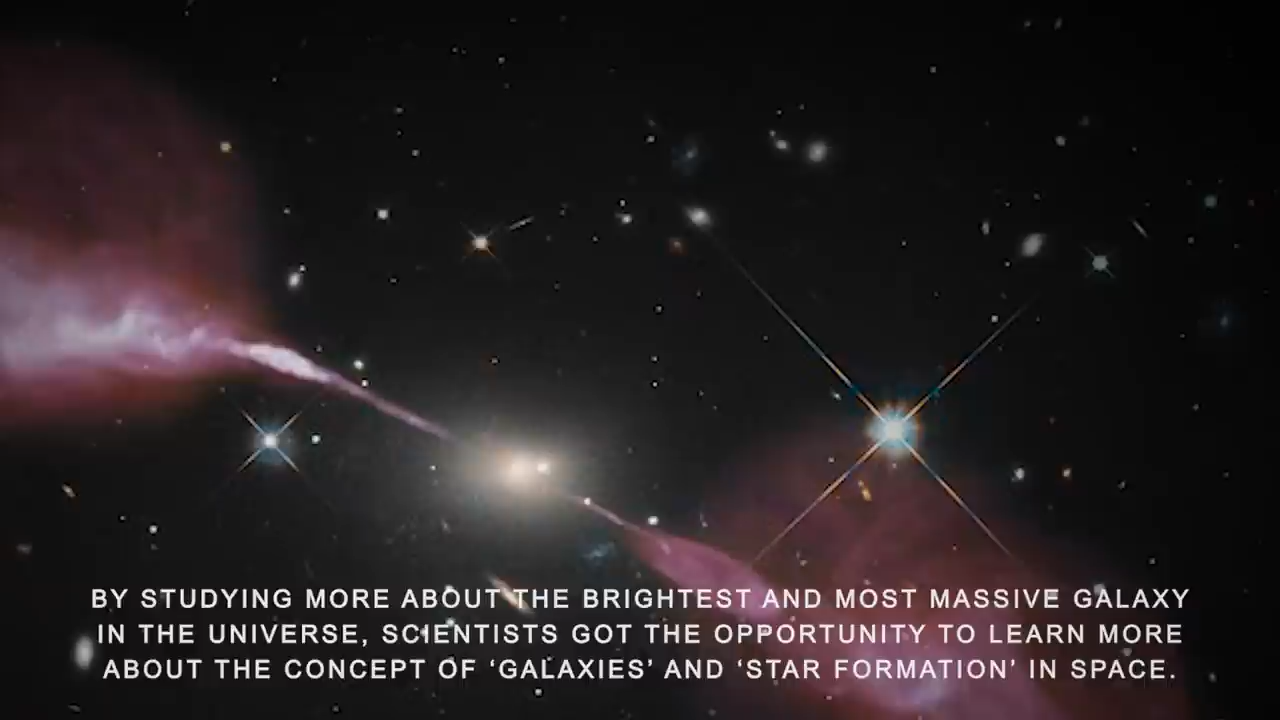 BY STUDYING MORE ABOUT THE BRIGHTEST AND MOST MASSIVE GALAXY
IN THE UNIVERSE, SCIENTISTS GOT THE OPPORTUNITY TO LEARN MORE
ABOUT THE CONCEPT OF ‘GALAXIES’ AND ‘STAR FORMATION’ IN SPACE.